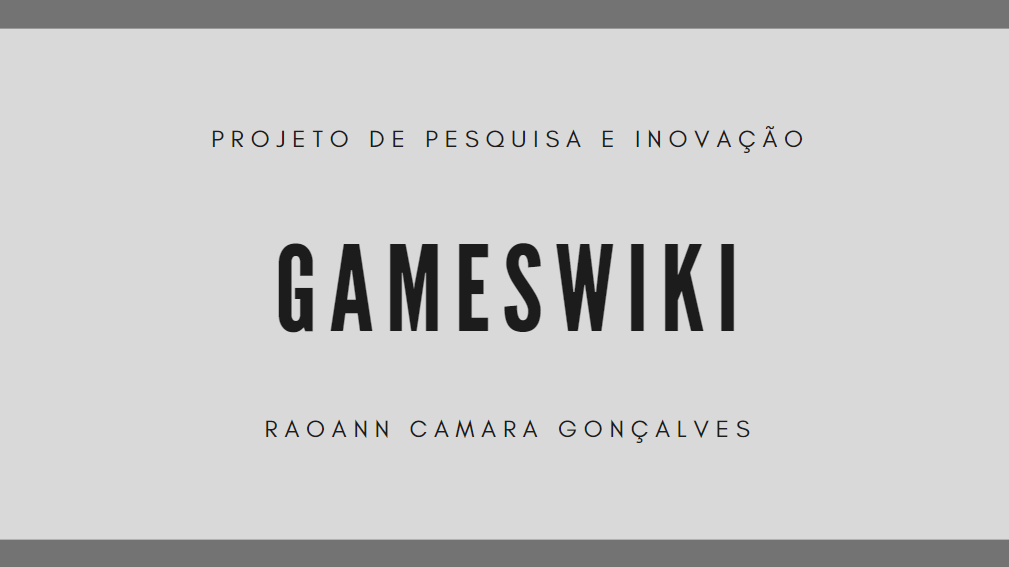 PROJETO DE PESQUISA E INOVAÇÃO
GAMESWIKI
RAOANN CAMARA GONÇALVES